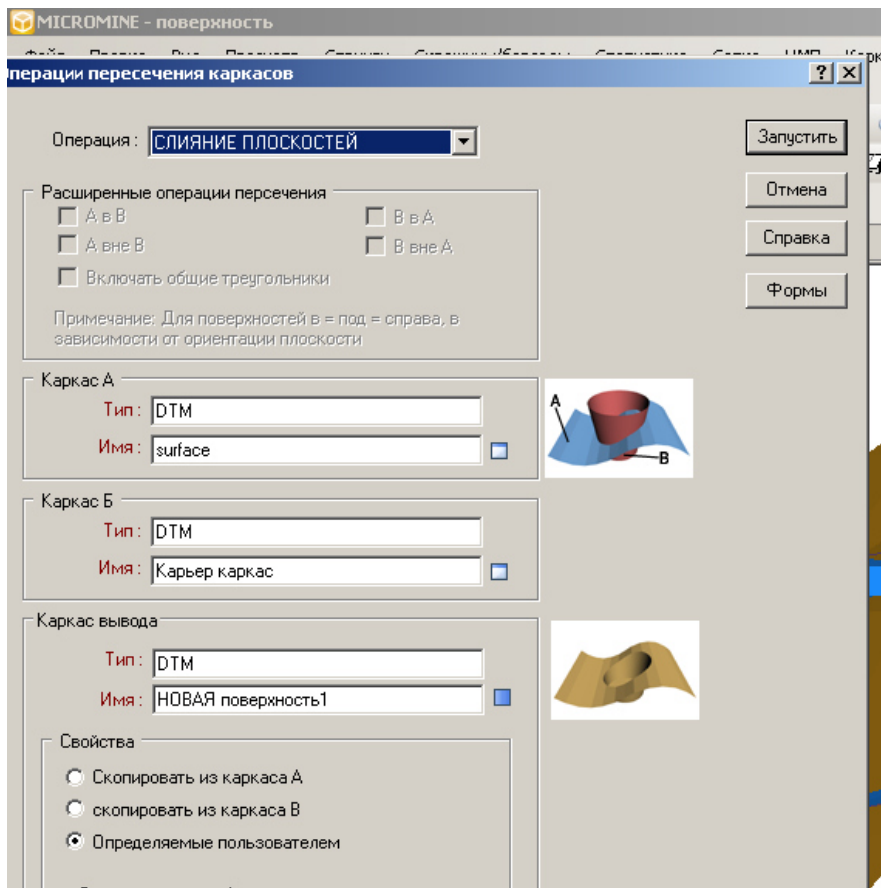 MICROMINE - поверхность
Операции пересечения каркасов
Операция : СЛИЯНИЕ ПЛОСКОСТЕЙ
Запустить
Расширенные операции персечения
Отмена
А в В
В в А
А вне В
В вне А
Справка
Включать общие треугольники
Формы
Примечание: Для поверхностей в = под = справа, в
зависимости от ориентации плоскости
Каркас А
Тип : DTM
Имя : surface
A
B
Каркас Б
Тип : DTM
Имя : Карьер каркас
Каркас вывода
Тип : DTM
Имя : НОВАЯ поверхность1
Свойства
Скопировать из каркаса А
скопировать из каркаса В
Определяемые пользователем